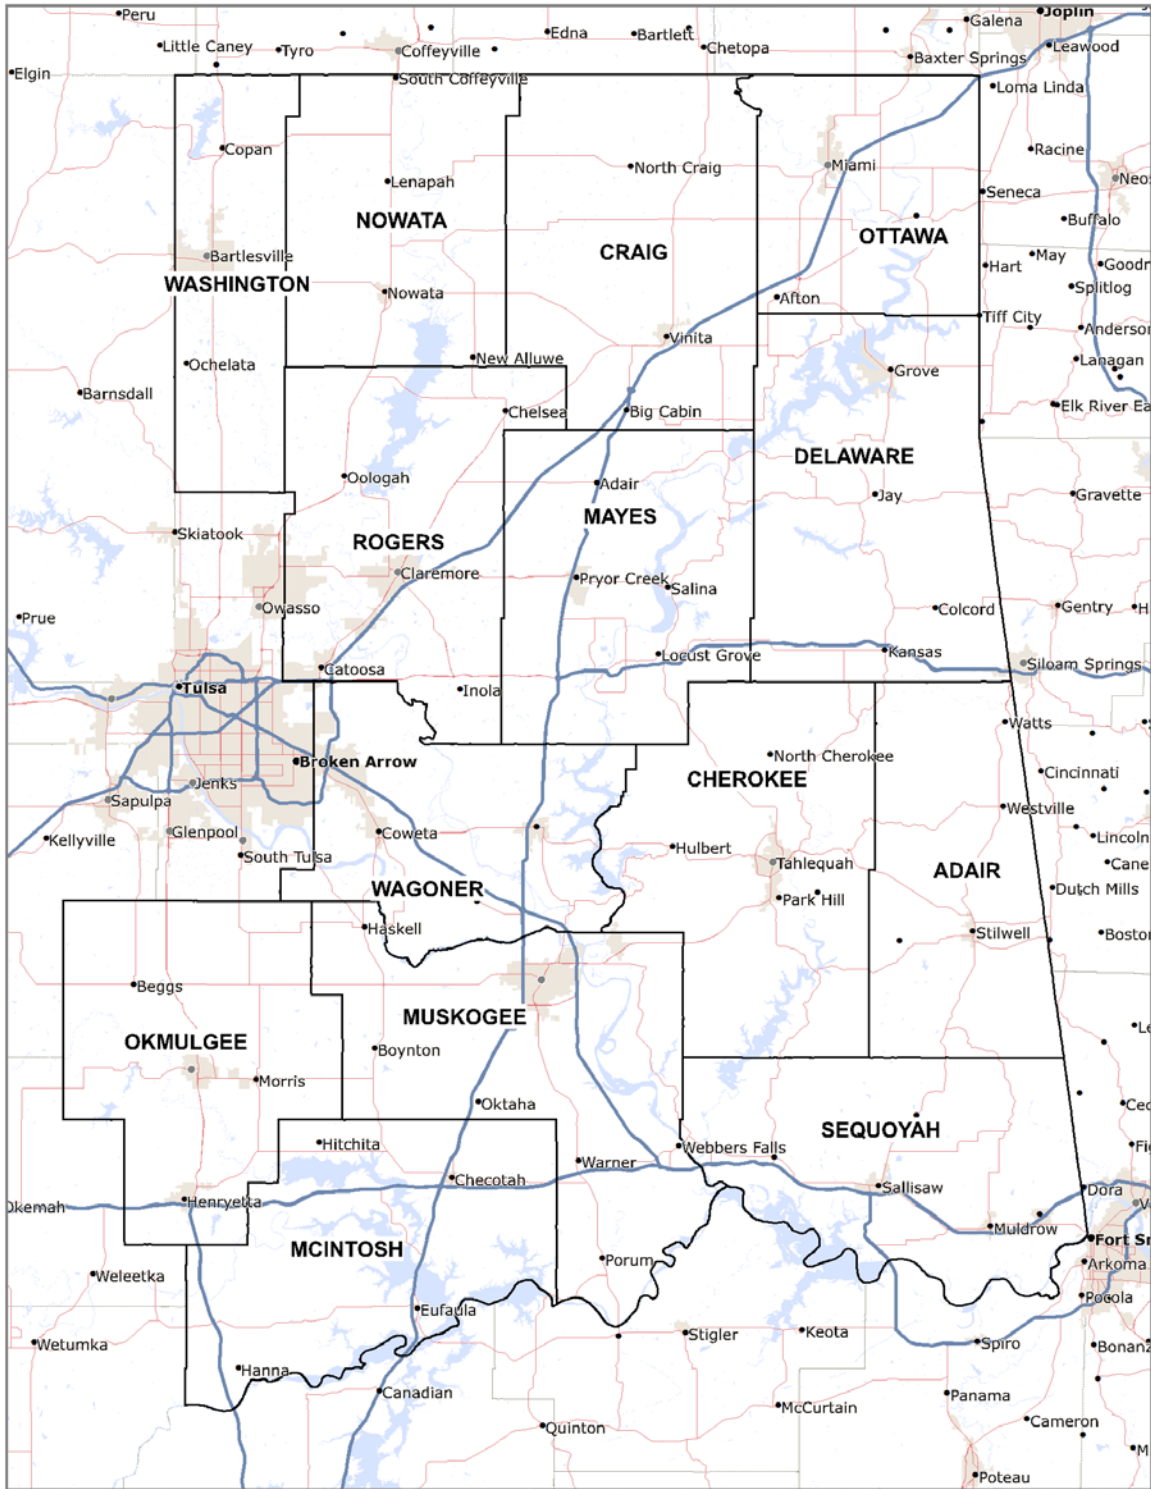 Peru
Joplin
Galena
Edna
Bartlett
Little Caney
Tyro
Coffeyville
Chetopa
Leawood
Baxter Springs
Elgin
South Coffeyville
Loma Linda
Copan
Racine
North Craig
Miami
Lenapah
Seneca
NOWATA
Buffalo
OTTAWA
CRAIG
Bartlesville
May
Hart
WASHINGTON
Splitlog
Nowata
Afton
Tiff City
Vinita
New Alluwe
Lanagan
Ochelata
Grove
Barnsdall
Chelsea
Big Cabin
DELAWARE
Oologah
Adair
Jay
Gravette
MAYES
Skiatook
ROGERS
Claremore
Pryor Creek
Salina
Owasso
Colcord
Gentry
Prue
Kansas
Locust Grove
Catoosa
Siloam Springs
Tulsa
Inola
Watts
North Cherokee
Broken Arrow
Cincinnati
CHEROKEE
Jenks
Sapulpa
Westville
Glenpool
Coweta
Kellyville
Lincoln
Hulbert
South Tulsa
Tahlequah
ADAIR
WAGONER
Dutch Mills
Park Hill
Haskell
Stilwell
Beggs
MUSKOGEE
OKMULGEE
Boynton
Morris
Oktaha
SEQUOYAH
Hitchita
Webbers Falls
Warner
Checotah
Sallisaw
Dora
Henryetta
Muldrow
MCINTOSH
Porum
Arkoma
Weleetka
Pocola
Eufaula
Stigler
Keota
Wetumka
Spiro
Hanna
Canadian
Panama
McCurtain
Cameron
Quinton
Poteau